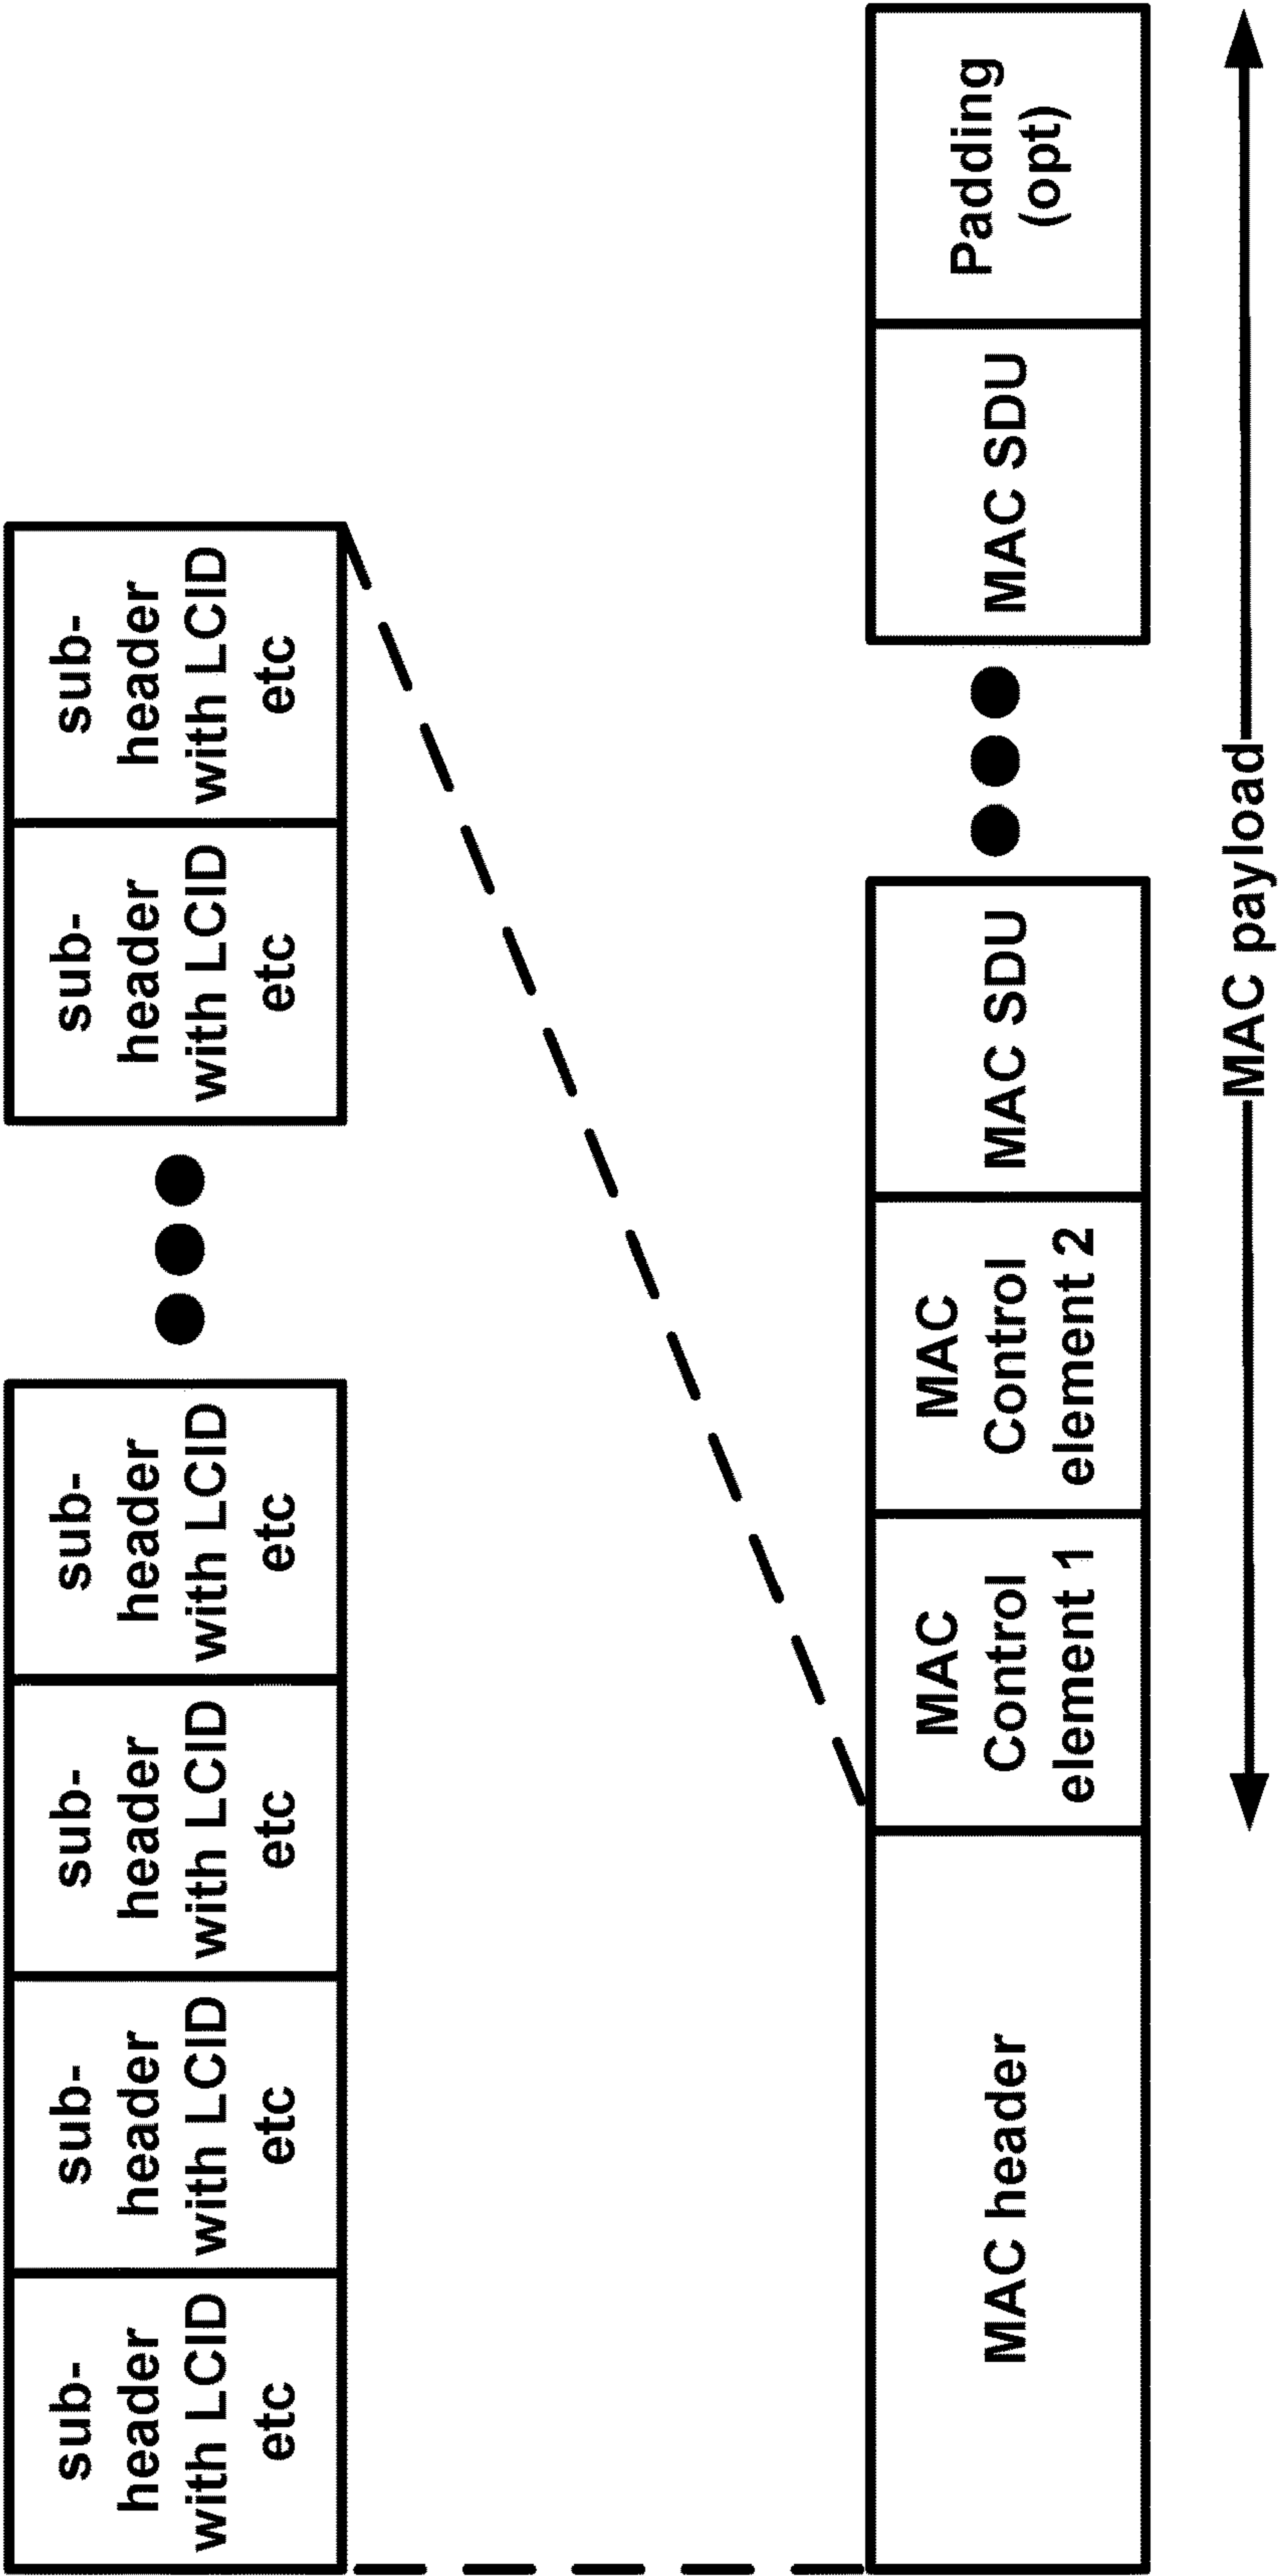 sub-
header
with LCID
etc
sub-
header
with LCID
etc
sub-
header
with LCID
etc
sub-
header
with LCID
etc
sub-
header
with LCID
etc
sub-
header
with LCID
etc
MAC header
MAC
Control
element 1
MAC
Control
element 2
MAC SDU
MAC SDU
Padding
(opt)
MAC payload